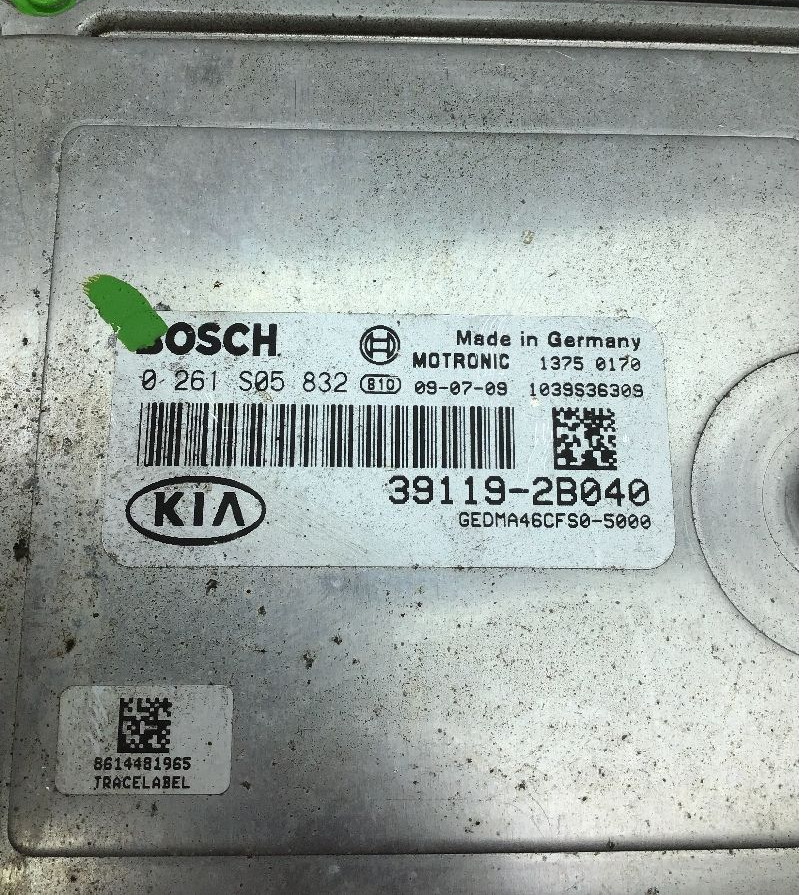 BOSCH Made in Germany
MOTRONIC 1375 0170
0 261 S05 832 810 09-07-09 1039S36309
39119-2B040
KIA
GEDMA46CFS0-5000
8614481965
TRACELABEL